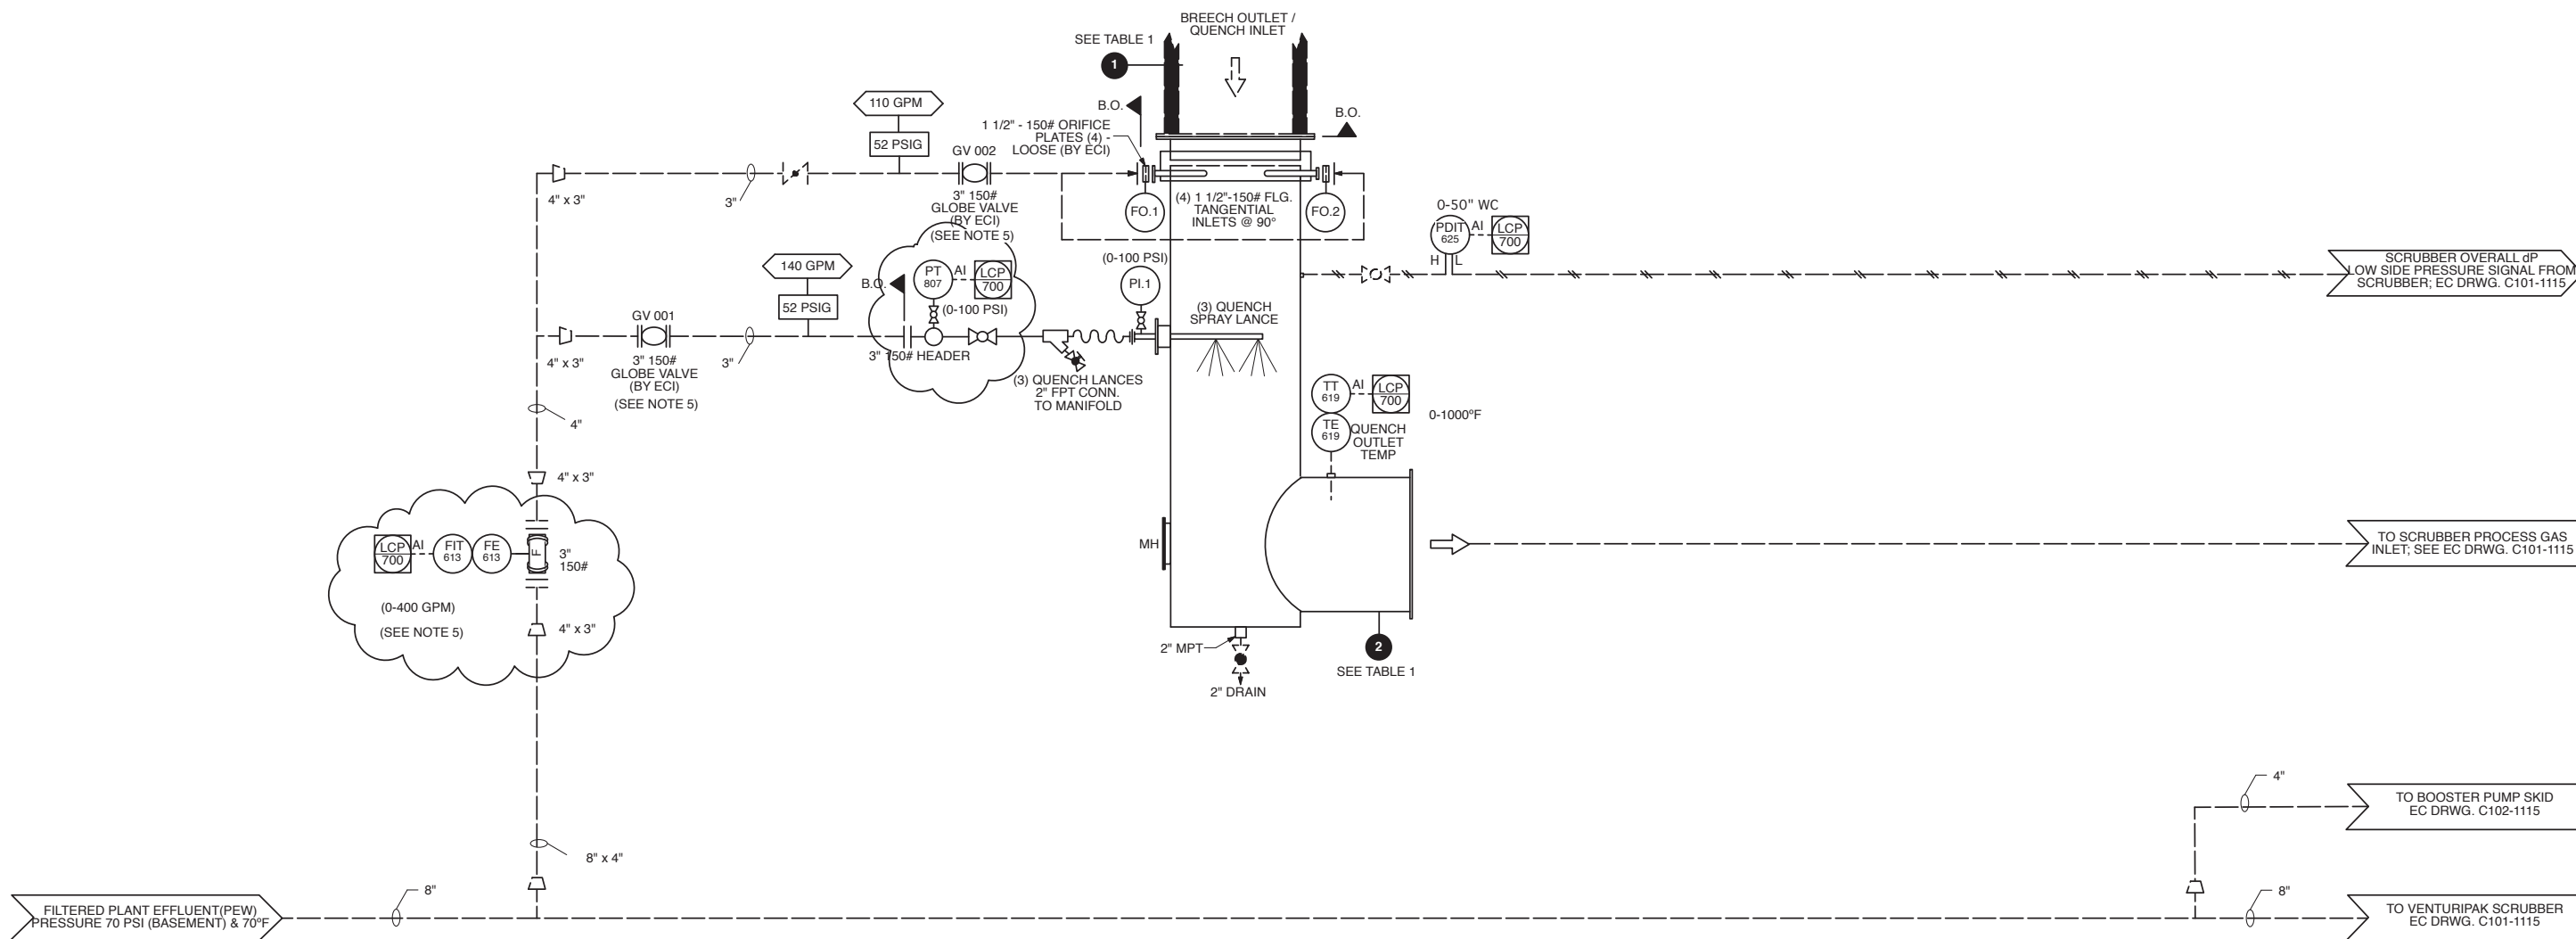 BREECH OUTLET /
QUENCH INLET
SEE TABLE 1
1
B.O.
B.O.
110 GPM
52 PSIG
1 1/2" - 150# ORIFICE
PLATES (4) -
LOOSE (BY ECI)
GV 002
4" x 3"
3"
3" 150#
GLOBE VALVE
(BY ECI)
(SEE NOTE 5)
FO.1
(4) 1 1/2"-150# FLG.
TANGENTIAL
INLETS @ 90°
FO.2
0-50" WC
PDIT
625
AI
LCP
700
H
L
SCRUBBER OVERALL dP
LOW SIDE PRESSURE SIGNAL FROM
SCRUBBER; EC DRWG. C101-1115
140 GPM
52 PSIG
B.O.
PT
807
AI
LCP
700
(0-100 PSI)
(0-100 PSI)
PI.1
(3) QUENCH
SPRAY LANCE
GV 001
4" x 3"
3" 150#
GLOBE VALVE
(BY ECI)
(SEE NOTE 5)
3"
3" 150# HEADER
(3) QUENCH LANCES
2" FPT CONN.
TO MANIFOLD
TT
619
AI
LCP
700
0-1000°F
TE
619
QUENCH
OUTLET
TEMP
4"
4" x 3"
LCP
700
AI
FIT
613
FE
613
F
3"
150#
(0-400 GPM)
(SEE NOTE 5)
4" x 3"
MH
TO SCRUBBER PROCESS GAS
INLET; SEE EC DRWG. C101-1115
2" MPT
2" DRAIN
2
SEE TABLE 1
4"
TO BOOSTER PUMP SKID
EC DRWG. C102-1115
8" x 4"
FILTERED PLANT EFFLUENT(PEW)
PRESSURE 70 PSI (BASEMENT) & 70°F
8"
8"
TO VENTURIPAK SCRUBBER
EC DRWG. C101-1115